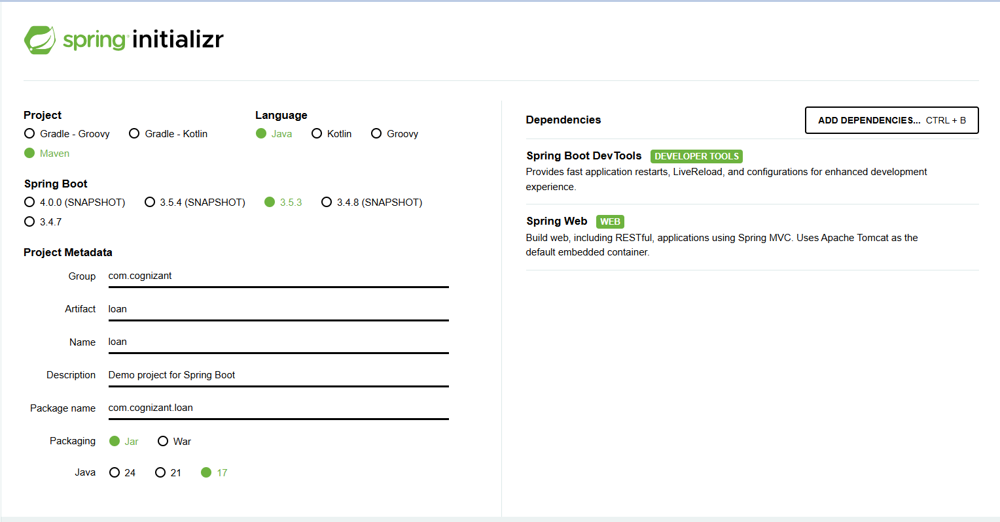 spring initializr
Project
Gradle - Groovy
Gradle - Kotlin
Maven
Language
Java
Kotlin
Groovy
Spring Boot
4.0.0 (SNAPSHOT)
3.5.4 (SNAPSHOT)
3.5.3
3.4.8 (SNAPSHOT)
3.4.7
Project Metadata
Group com.cognizant
Artifact loan
Name loan
Description Demo project for Spring Boot
Package name com.cognizant.loan
Packaging Jar War
Java 24 21 17
Dependencies
ADD DEPENDENCIES... CTRL + B
Spring Boot DevTools DEVELOPER TOOLS
Provides fast application restarts, LiveReload, and configurations for enhanced development
experience.
Spring Web WEB
Build web, including RESTful, applications using Spring MVC. Uses Apache Tomcat as the
default embedded container.